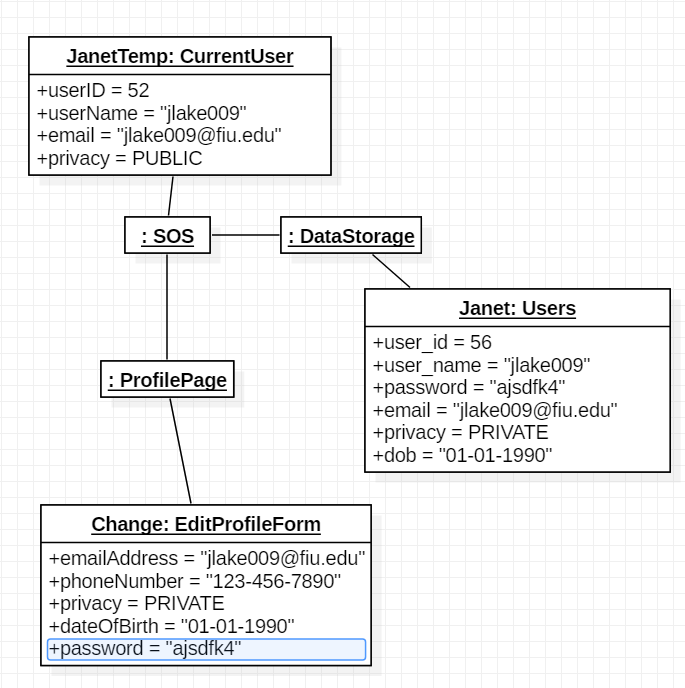 JanetTemp: CurrentUser
+userID = 52
+userName = "jlake009"
+email = "jlake009@fiu.edu"
+privacy = PUBLIC
: SOS
: DataStorage
Janet: Users
+user_id = 56
+user_name = "jlake009"
+password = "ajsdfk4"
+email = "jlake009@fiu.edu"
+privacy = PRIVATE
+dob = "01-01-1990"
: ProfilePage
Change: EditProfileForm
+emailAddress = "jlake009@fiu.edu"
+phoneNumber = "123-456-7890"
+privacy = PRIVATE
+dateOfBirth = "01-01-1990"
+password = "ajsdfk4"